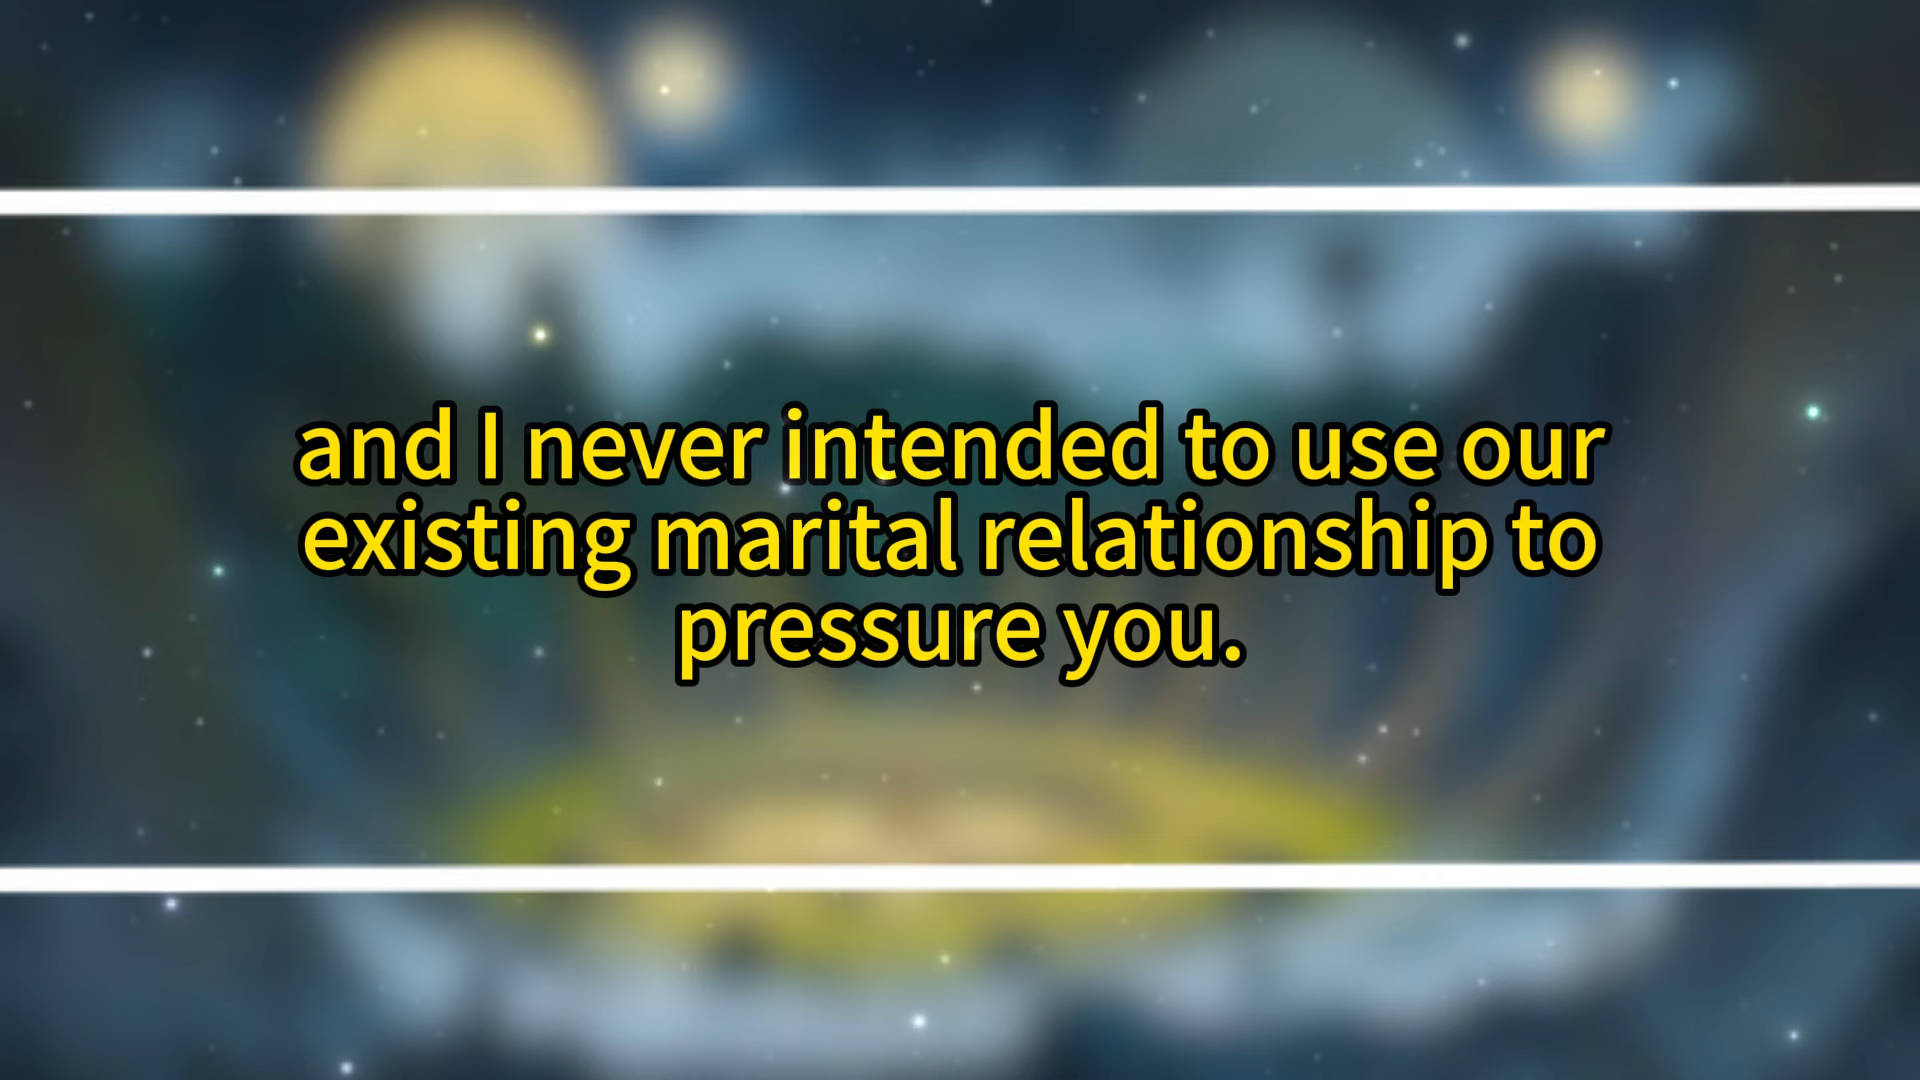 and I never intended to use our
existing marital relationship to
pressure you.